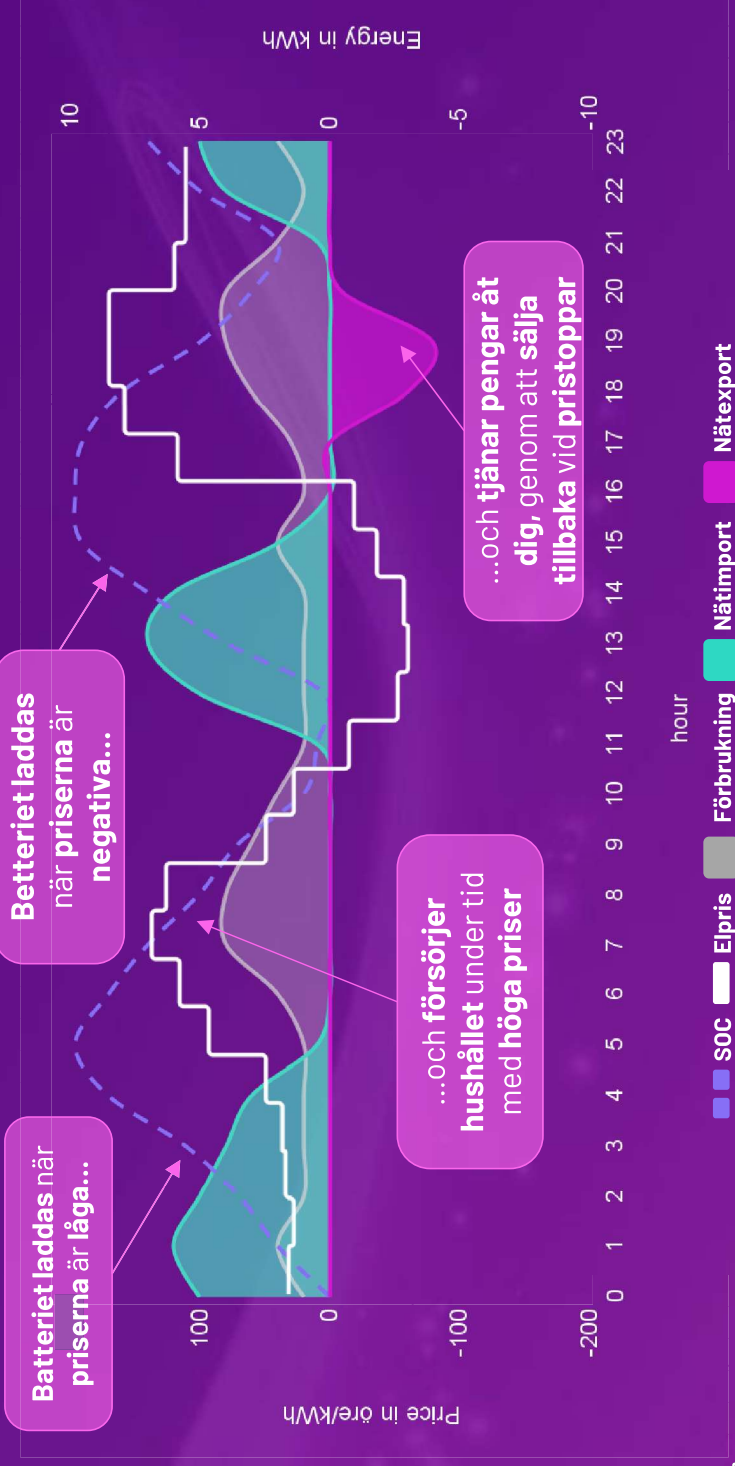 Batteriet laddas när
priserna är låga...
Betteriet laddas
när priserna är
negativa...
...och försörjer
hushållet under tid
med höga priser
...och tjänar pengar åt
dig, genom att sälja
tillbaka vid pristoppar
Price in öre/kWh
100
0
-100
-200
Energy in kWh
10
5
0
-5
-10
0 1 2 3 4 5 6 7 8 9 10 11 12 13 14 15 16 17 18 19 20 21 22 23
hour
SOC Elpris Förbrukning Nätimport Nätexport